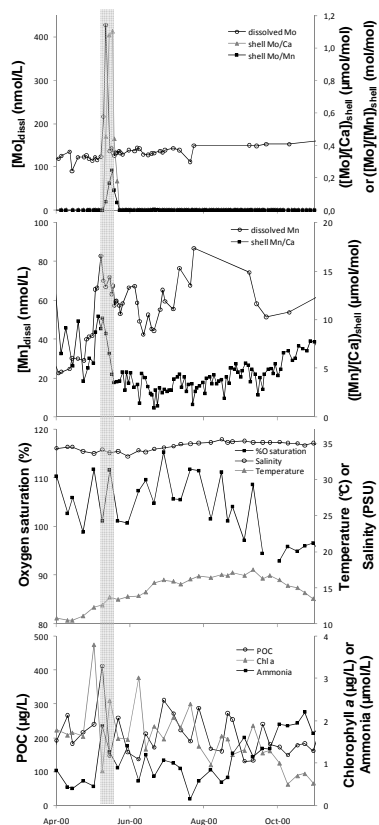 400
300
200
100
0
[Mo]dissl (nmol/L)
dissolved Mo
shell Mo/Ca
shell Mo/Mn
1,2
1,0
0,8
0,6
0,4
0,2
0,0
([Mo]/[Ca])shell (µmol/mol)
or ([Mo]/[Mn])shell (mol/mol)
100
80
60
40
20
0
[Mn]dissl (nmol/L)
dissolved Mn
shell Mn/Ca
20
15
10
5
0
([Mn]/[Ca])shell (µmol/mol)
120
110
100
90
80
Oxygen saturation (%)
%O saturation
Salinity
Temperature
40
35
30
25
20
15
10
Temperature (°C) or
Salinity (PSU)
500
400
300
200
100
0
POC (µg/L)
POC
Chl a
Ammonia
4
3
2
1
0
Chlorophyll a (µg/L) or
Ammonia (µmol/L)
Apr-00
Jun-00
Aug-00
Oct-00